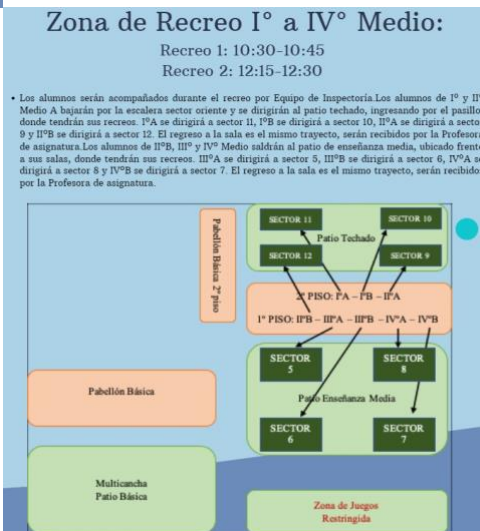 Zona de Recreo I° a IV° Medio:
Recreo 1: 10:30-10:45
Recreo 2: 12:15-12:30
• Los alumnos serán acompañados durante el recreo por Equipo de Inspectoría.Los alumnos de I° y II°
Medio A bajarán por la escalera sector oriente y se dirigirán al patio techado, ingresando por el pasillo
donde tendrán sus recreos. I°A se dirigirá a sector 11, I°B se dirigirá a sector 10, II°A se dirigirá a secto
9 y II°B se dirigirá a sector 12. El regreso a la sala es el mismo trayecto, serán recibidos por la Profesora
de asignatura.Los alumnos de II°B, III° y IV° Medio saldrán al patio de enseñanza media, ubicado frente
a sus salas, donde tendrán sus recreos. III°A se dirigirá a sector 5, III°B se dirigirá a sector 6, IV°A se
dirigirá a sector 8 y IV°B se dirigirá a sector 7. El regreso a la sala es el mismo trayecto, serán recibidos
por la Profesora de asignatura.
Pabellón Básica 2° piso
SECTOR 11
SECTOR 10
Patio Techado
SECTOR 12
SECTOR 9
2° PISO: I°A – I°B – II°A
1° PISO: II°B – III°A – III°B – IV°A – IV°B
SECTOR
5
SECTOR
8
Pabellón Básica
Patio Enseñanza Media
SECTOR
6
SECTOR
7
Multicancha
Patio Básica
Zona de Juegos
Restringida